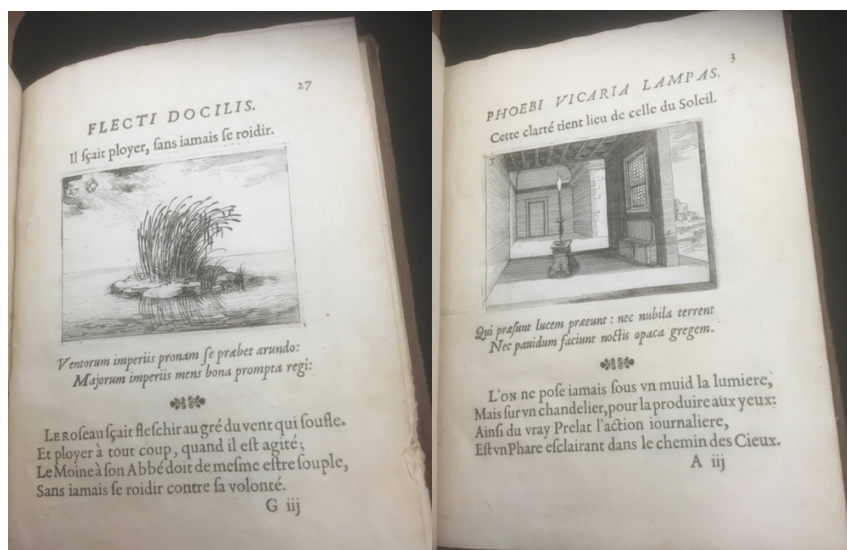 27
FLECTI DOCILIS.
Il sçait ployer, sans iamais se roidir.
Ventorum imperiis pronam se præbet arundo:
Majorum imperiis mens bona prompta regi:
LE Roseau sçait fleschir au gré du vent qui soufle.
Et ployer à tout coup, quand il est agité;
Le Moine à son Abbé doit de mesme estre souple,
Sans iamais se roidir contre sa volonté.
G iij
3
PHOEBI VICARIA LAMPAS.
Cette clarté tient lieu de celle du Soleil.
Qui præsunt lucem præeunt: nec nubila terrent
Nec pauidum faciunt noctis opaca gregem.
L'ON ne pose iamais sous vn muid la lumiere,
Mais sur vn chandelier, pour la produire aux yeux:
Ainsi du vray Prelat l'action iournaliere,
Est vn Phare esclairant dans le chemin des Cieux.
A iij